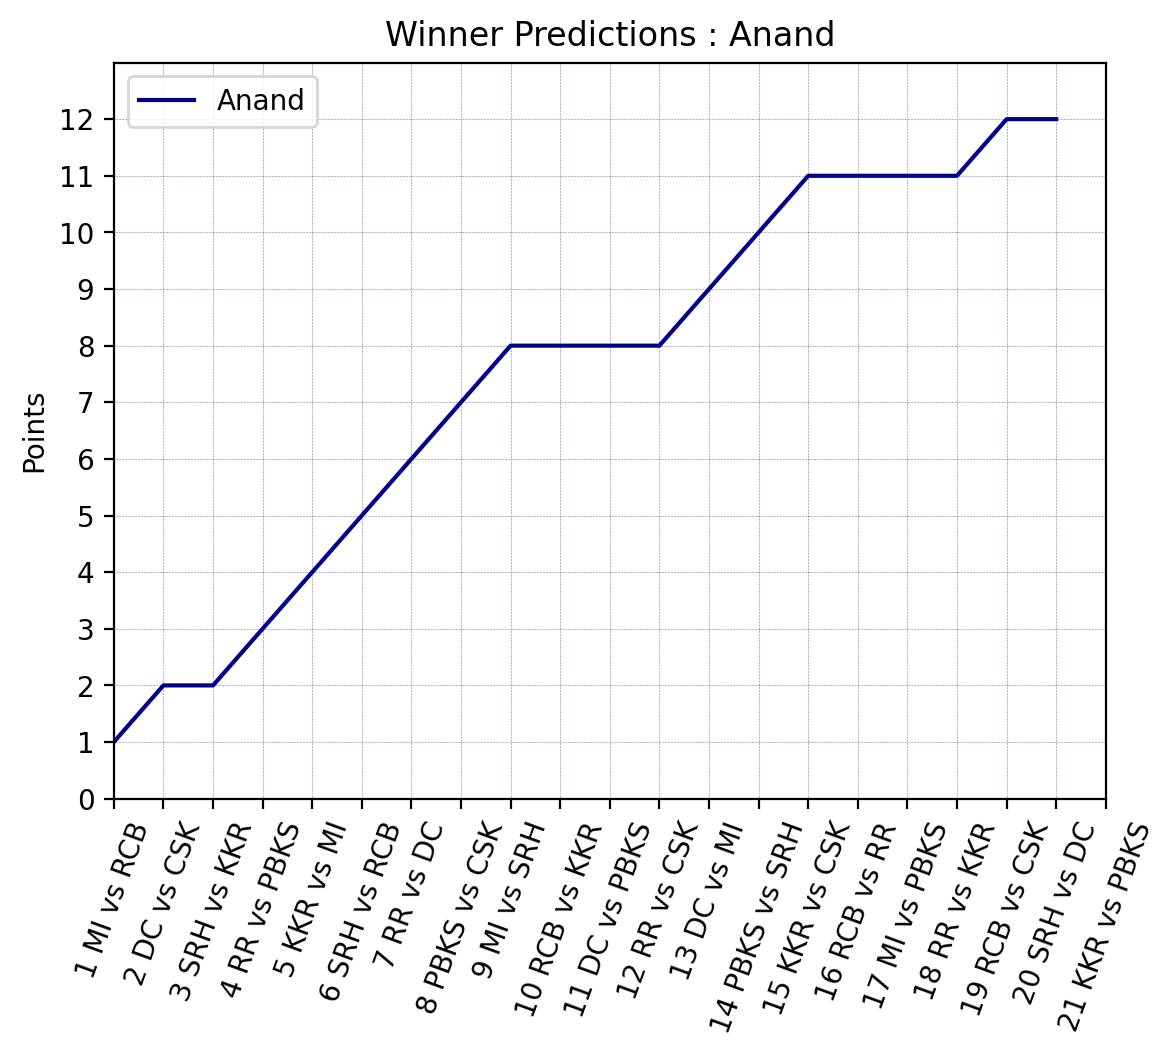 Winner Predictions : Anand
Anand
Points
12
11
10
9
8
7
6
5
4
3
2
1
0
1 MI vs RCB
2 DC vs CSK
3 SRH vs KKR
4 RR vs PBKS
5 KKR vs MI
6 SRH vs RCB
7 RR vs DC
8 PBKS vs CSK
9 MI vs SRH
10 RCB vs KKR
11 DC vs PBKS
12 RR vs CSK
13 DC vs MI
14 PBKS vs SRH
15 KKR vs CSK
16 RCB vs RR
17 MI vs PBKS
18 RR vs KKR
19 RCB vs CSK
20 SRH vs DC
21 KKR vs PBKS